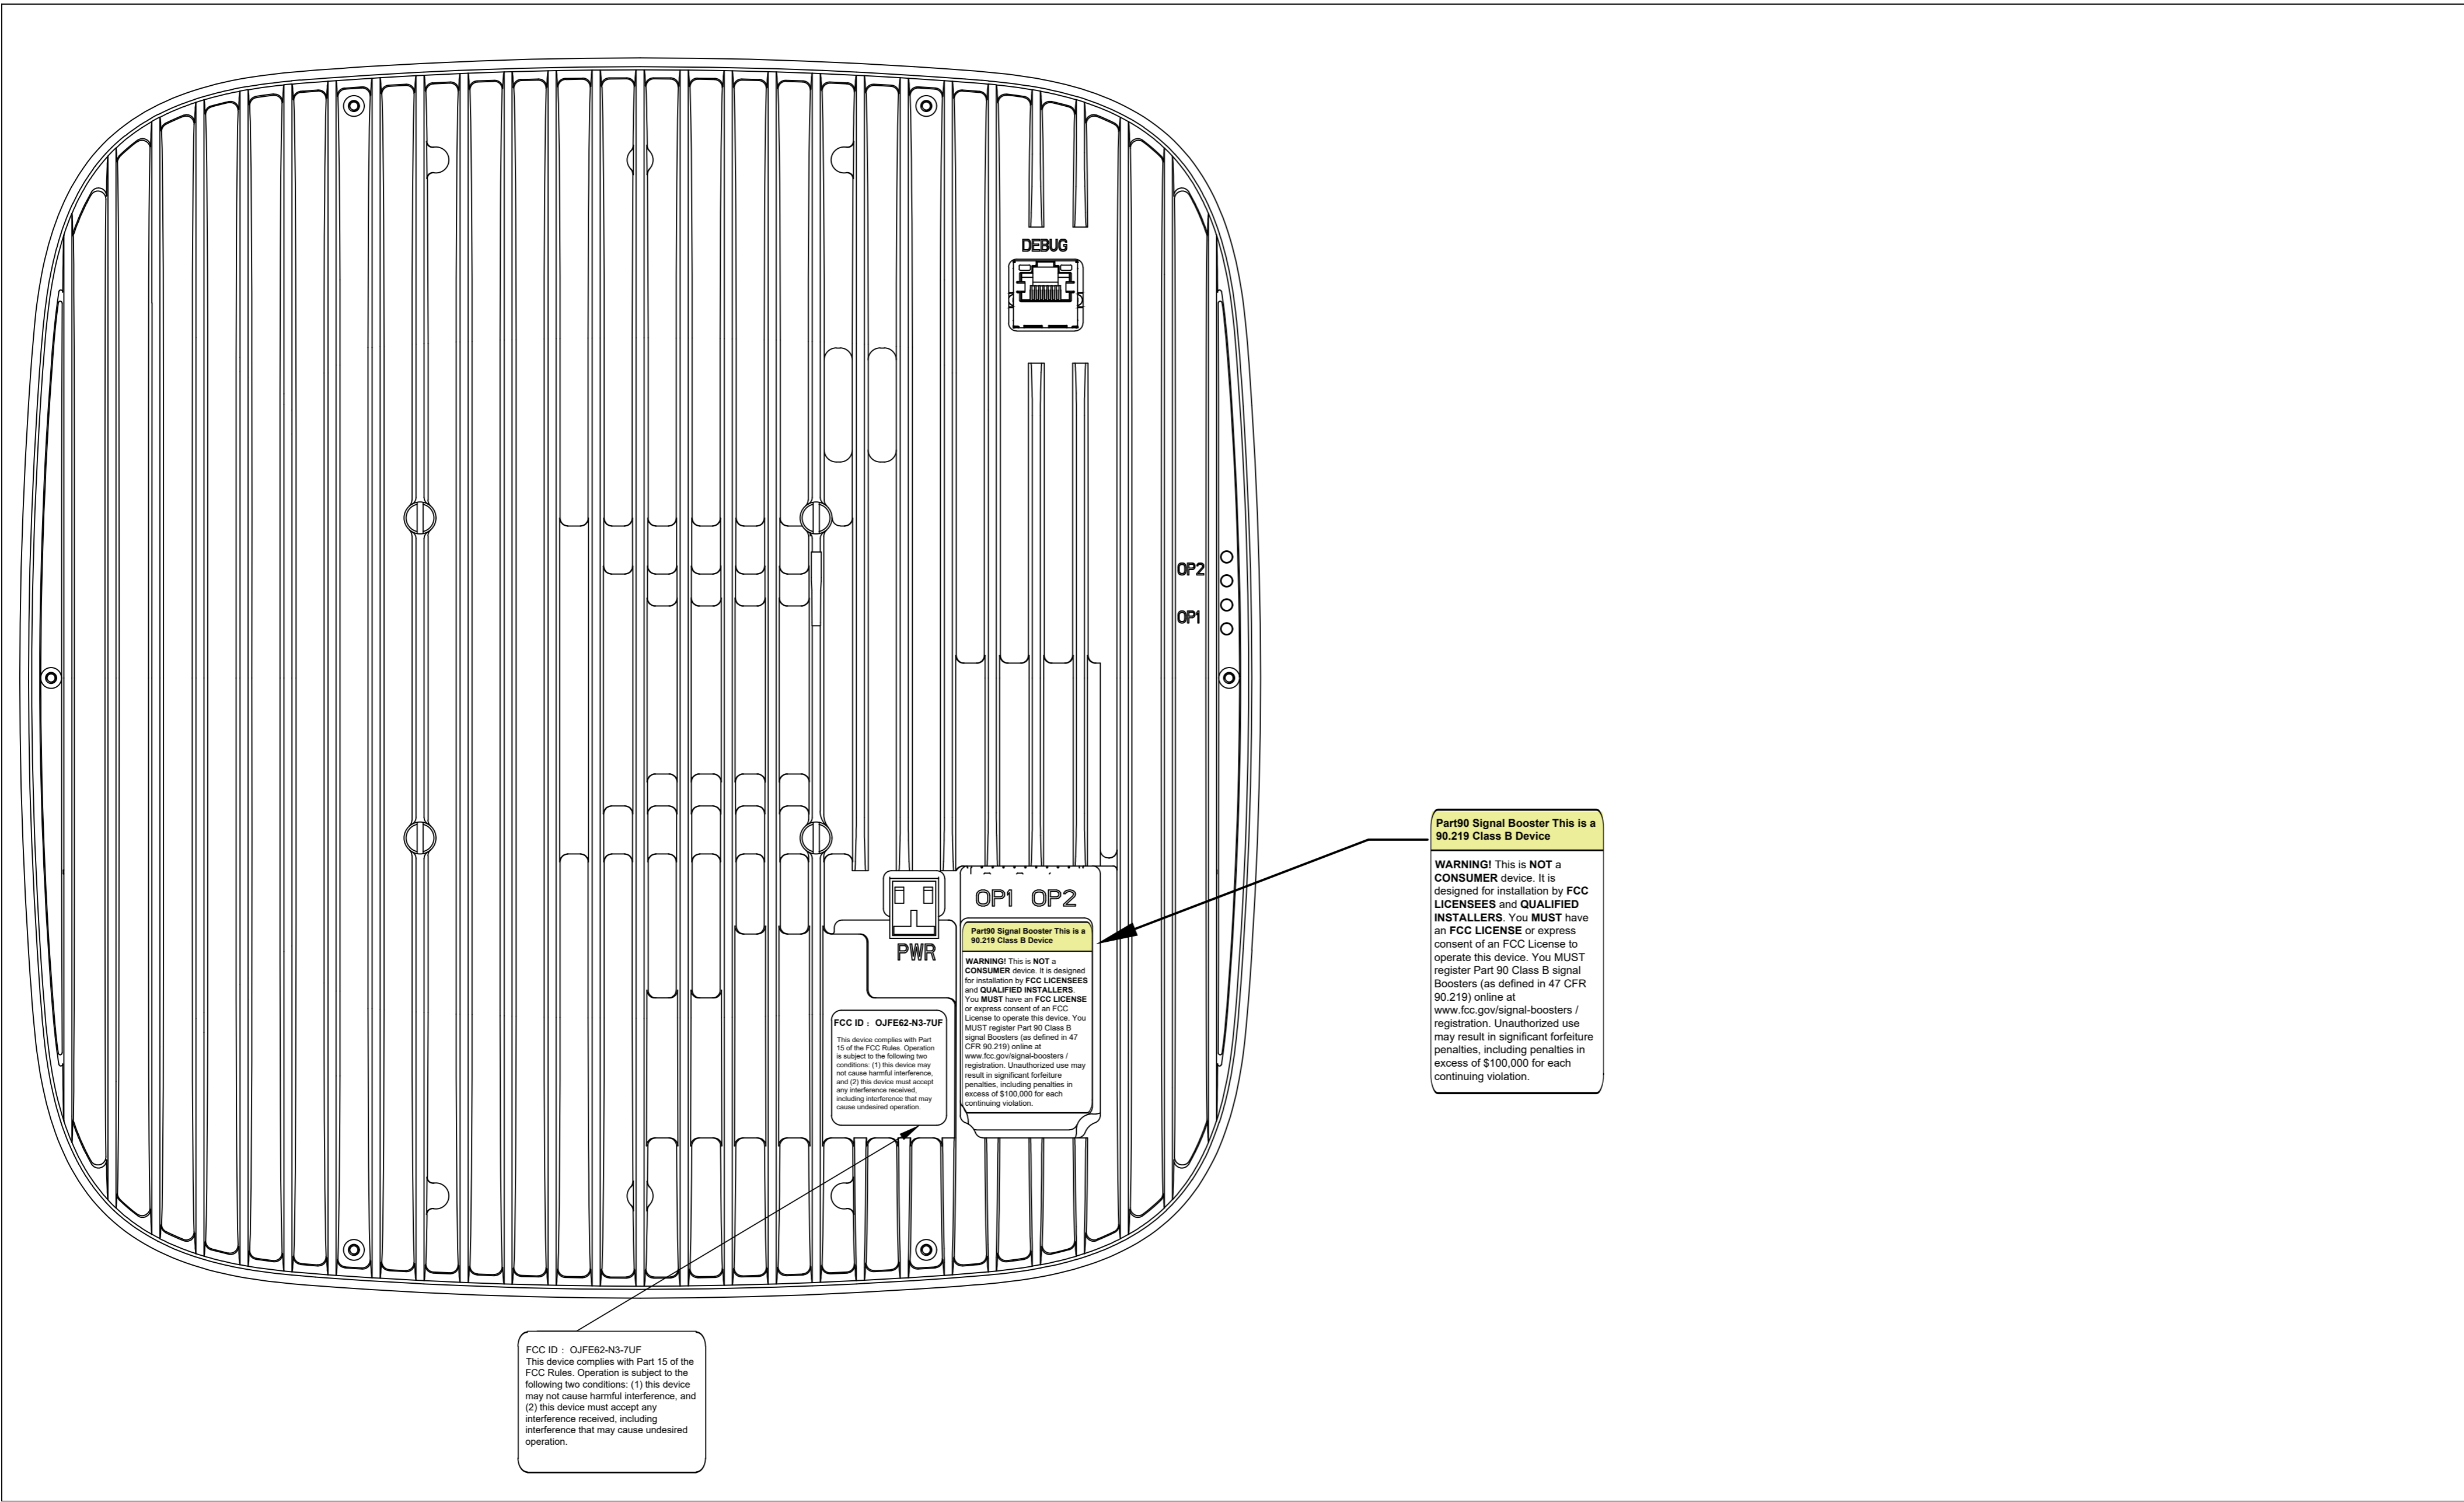 DEBUG
OP2
OP1
OP1 OP2
PWR
Part90 Signal Booster This is a
90.219 Class B Device
WARNING! This is NOT a
CONSUMER device. It is designed
for installation by FCC LICENSEES
and QUALIFIED INSTALLERS.
You MUST have an FCC LICENSE
or express consent of an FCC
License to operate this device. You
MUST register Part 90 Class B
signal Boosters (as defined in 47
CFR 90.219) online at
www.fcc.gov/signal-boosters /
registration. Unauthorized use may
result in significant forfeiture
penalties, including penalties in
excess of $100,000 for each
continuing violation.
FCC ID : OJFE62-N3-7UF
This device complies with Part
15 of the FCC Rules. Operation
is subject to the following two
conditions: (1) this device may
not cause harmful interference,
and (2) this device must accept
any interference received,
including interference that may
cause undesired operation.
Part90 Signal Booster This is a
90.219 Class B Device
WARNING! This is NOT a
CONSUMER device. It is
designed for installation by FCC
LICENSEES and QUALIFIED
INSTALLERS. You MUST have
an FCC LICENSE or express
consent of an FCC License to
operate this device. You MUST
register Part 90 Class B signal
Boosters (as defined in 47 CFR
90.219) online at
www.fcc.gov/signal-boosters /
registration. Unauthorized use
may result in significant forfeiture
penalties, including penalties in
excess of $100,000 for each
continuing violation.
FCC ID : OJFE62-N3-7UF
This device complies with Part 15 of the
FCC Rules. Operation is subject to the
following two conditions: (1) this device
may not cause harmful interference, and
(2) this device must accept any
interference received, including
interference that may cause undesired
operation.